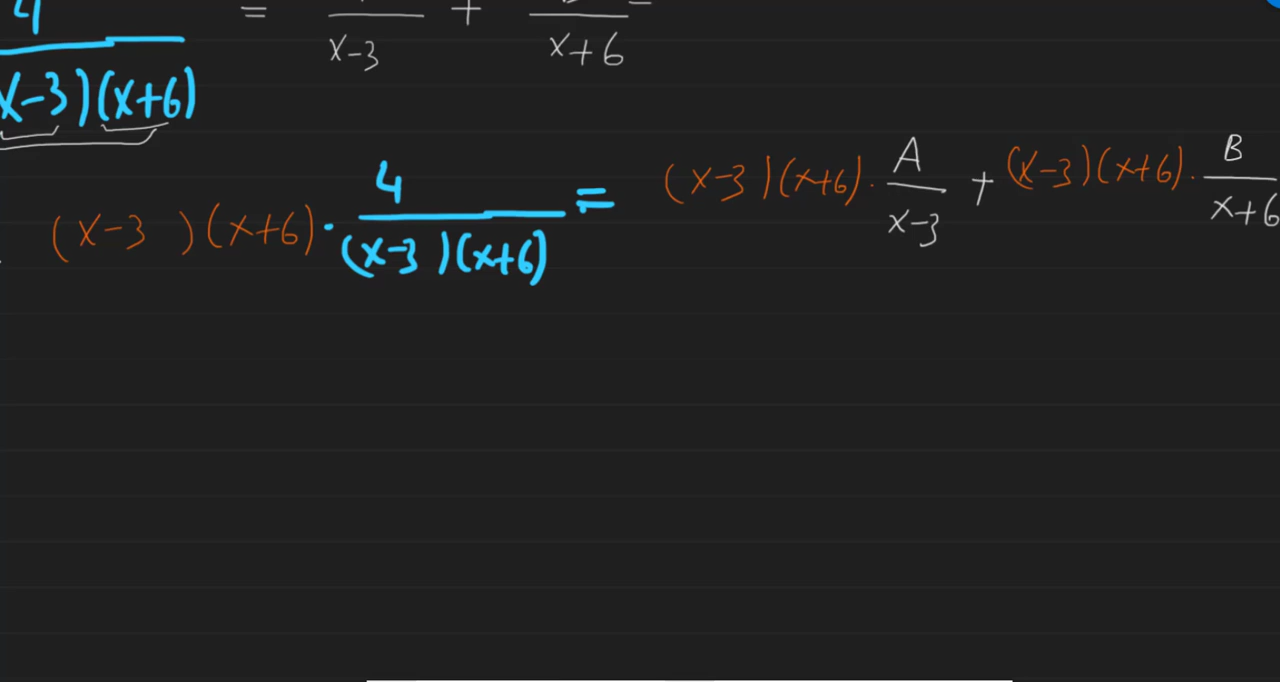 4 = +
x-3 x+6
x-3)(x+6)
(x-3)(x+6) · 4 = (x-3)(x+6) · A + (x-3)(x+6) · B
(x-3)(x+6) x-3 x+6